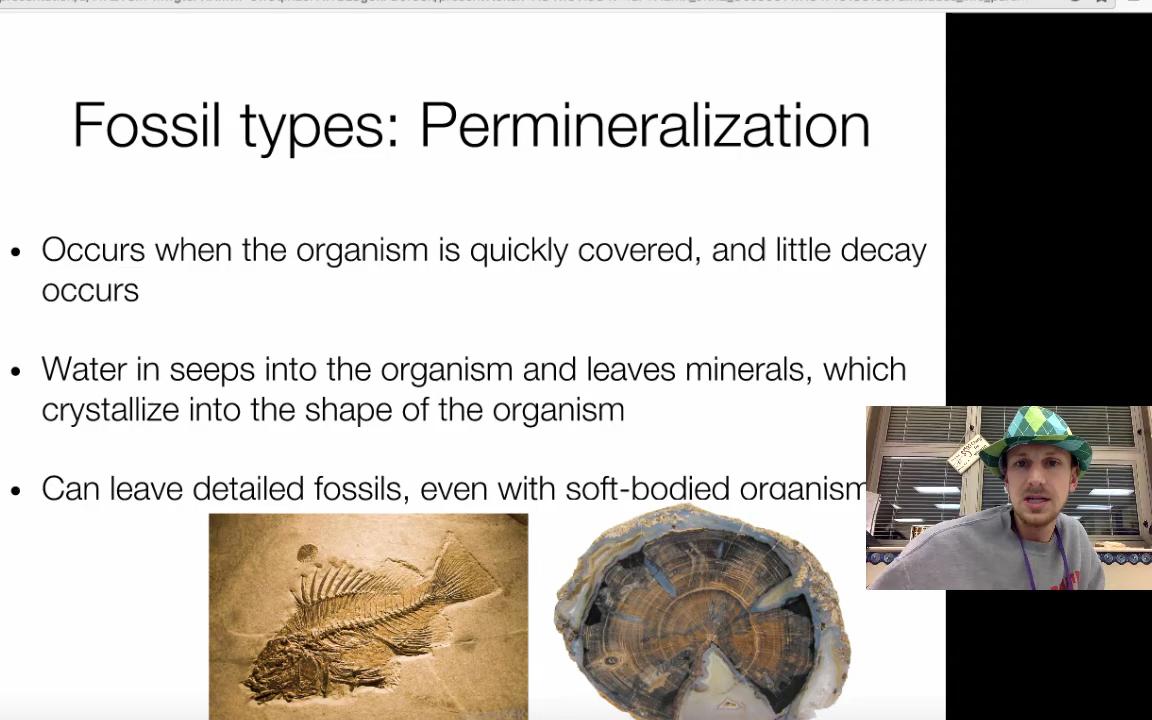 Fossil types: Permineralization
• Occurs when the organism is quickly covered, and little decay
occurs
• Water in seeps into the organism and leaves minerals, which
crystallize into the shape of the organism
• Can leave detailed fossils, even with soft-bodied organism